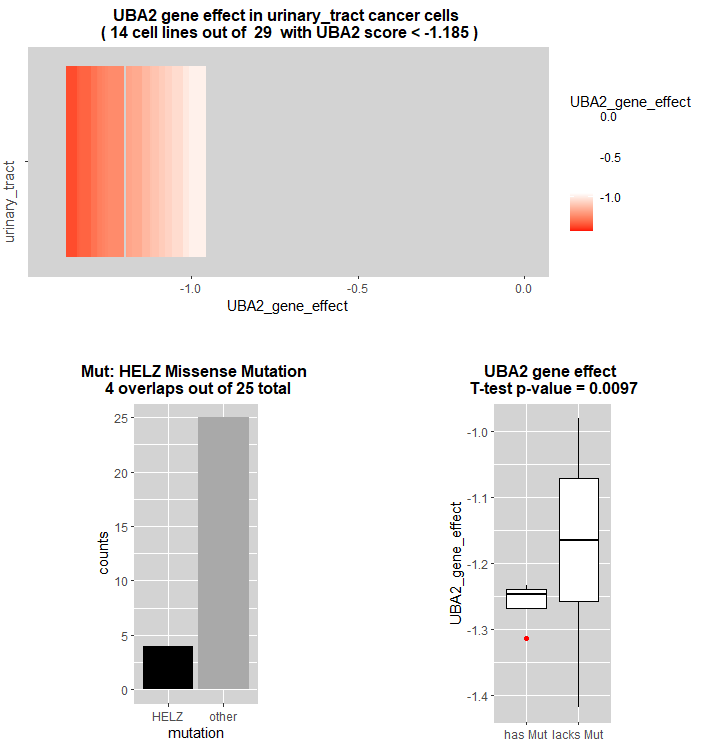 UBA2 gene effect in urinary_tract cancer cells
( 14 cell lines out of  29  with UBA2 score < -1.185 )
urinary_tract
-1.0
-0.5
0.0
UBA2_gene_effect
UBA2_gene_effect
0.0
-0.5
-1.0
Mut: HELZ Missense Mutation
4 overlaps out of 25 total
counts
25
20
15
10
5
0
HELZ
other
mutation
UBA2 gene effect
T-test p-value = 0.0097
UBA2_gene_effect
-1.0
-1.1
-1.2
-1.3
-1.4
has Mut
lacks Mut